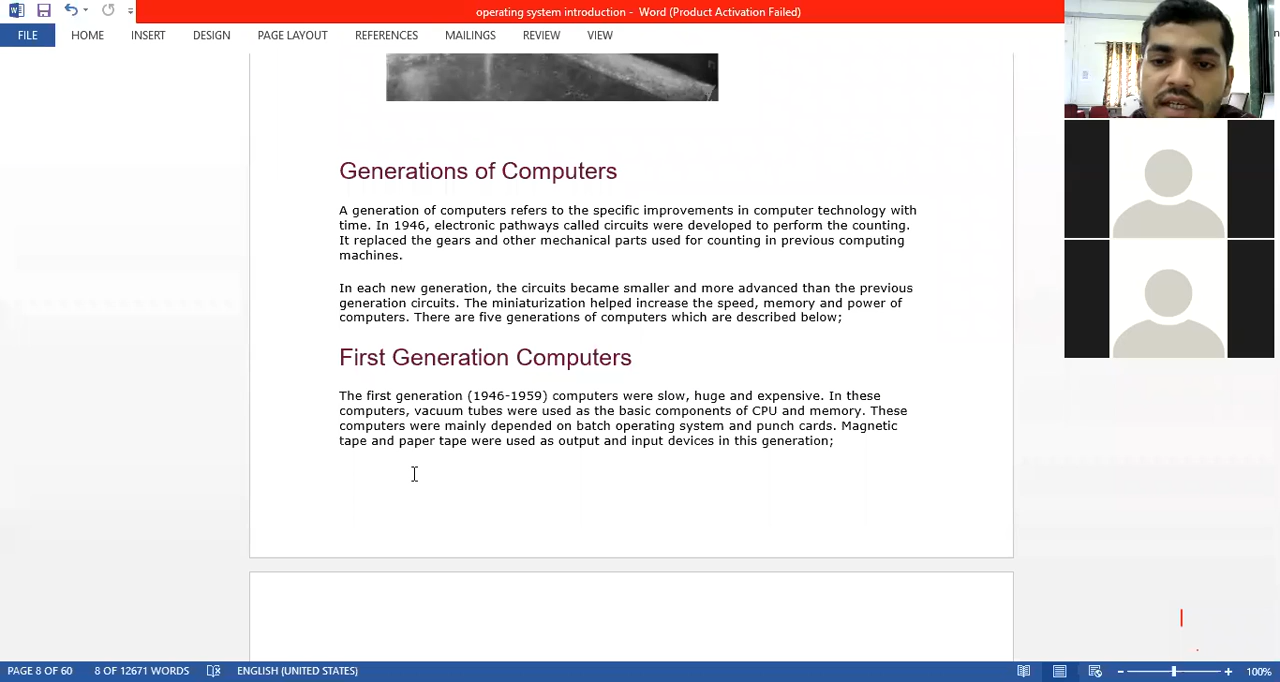 operating system introduction - Word (Product Activation Failed)
FILE HOME INSERT DESIGN PAGE LAYOUT REFERENCES MAILINGS REVIEW VIEW
Generations of Computers
A generation of computers refers to the specific improvements in computer technology with
time. In 1946, electronic pathways called circuits were developed to perform the counting.
It replaced the gears and other mechanical parts used for counting in previous computing
machines.
In each new generation, the circuits became smaller and more advanced than the previous
generation circuits. The miniaturization helped increase the speed, memory and power of
computers. There are five generations of computers which are described below;
First Generation Computers
The first generation (1946-1959) computers were slow, huge and expensive. In these
computers, vacuum tubes were used as the basic components of CPU and memory. These
computers were mainly depended on batch operating system and punch cards. Magnetic
tape and paper tape were used as output and input devices in this generation;
PAGE 8 OF 60 8 OF 12671 WORDS ENGLISH (UNITED STATES) 100%